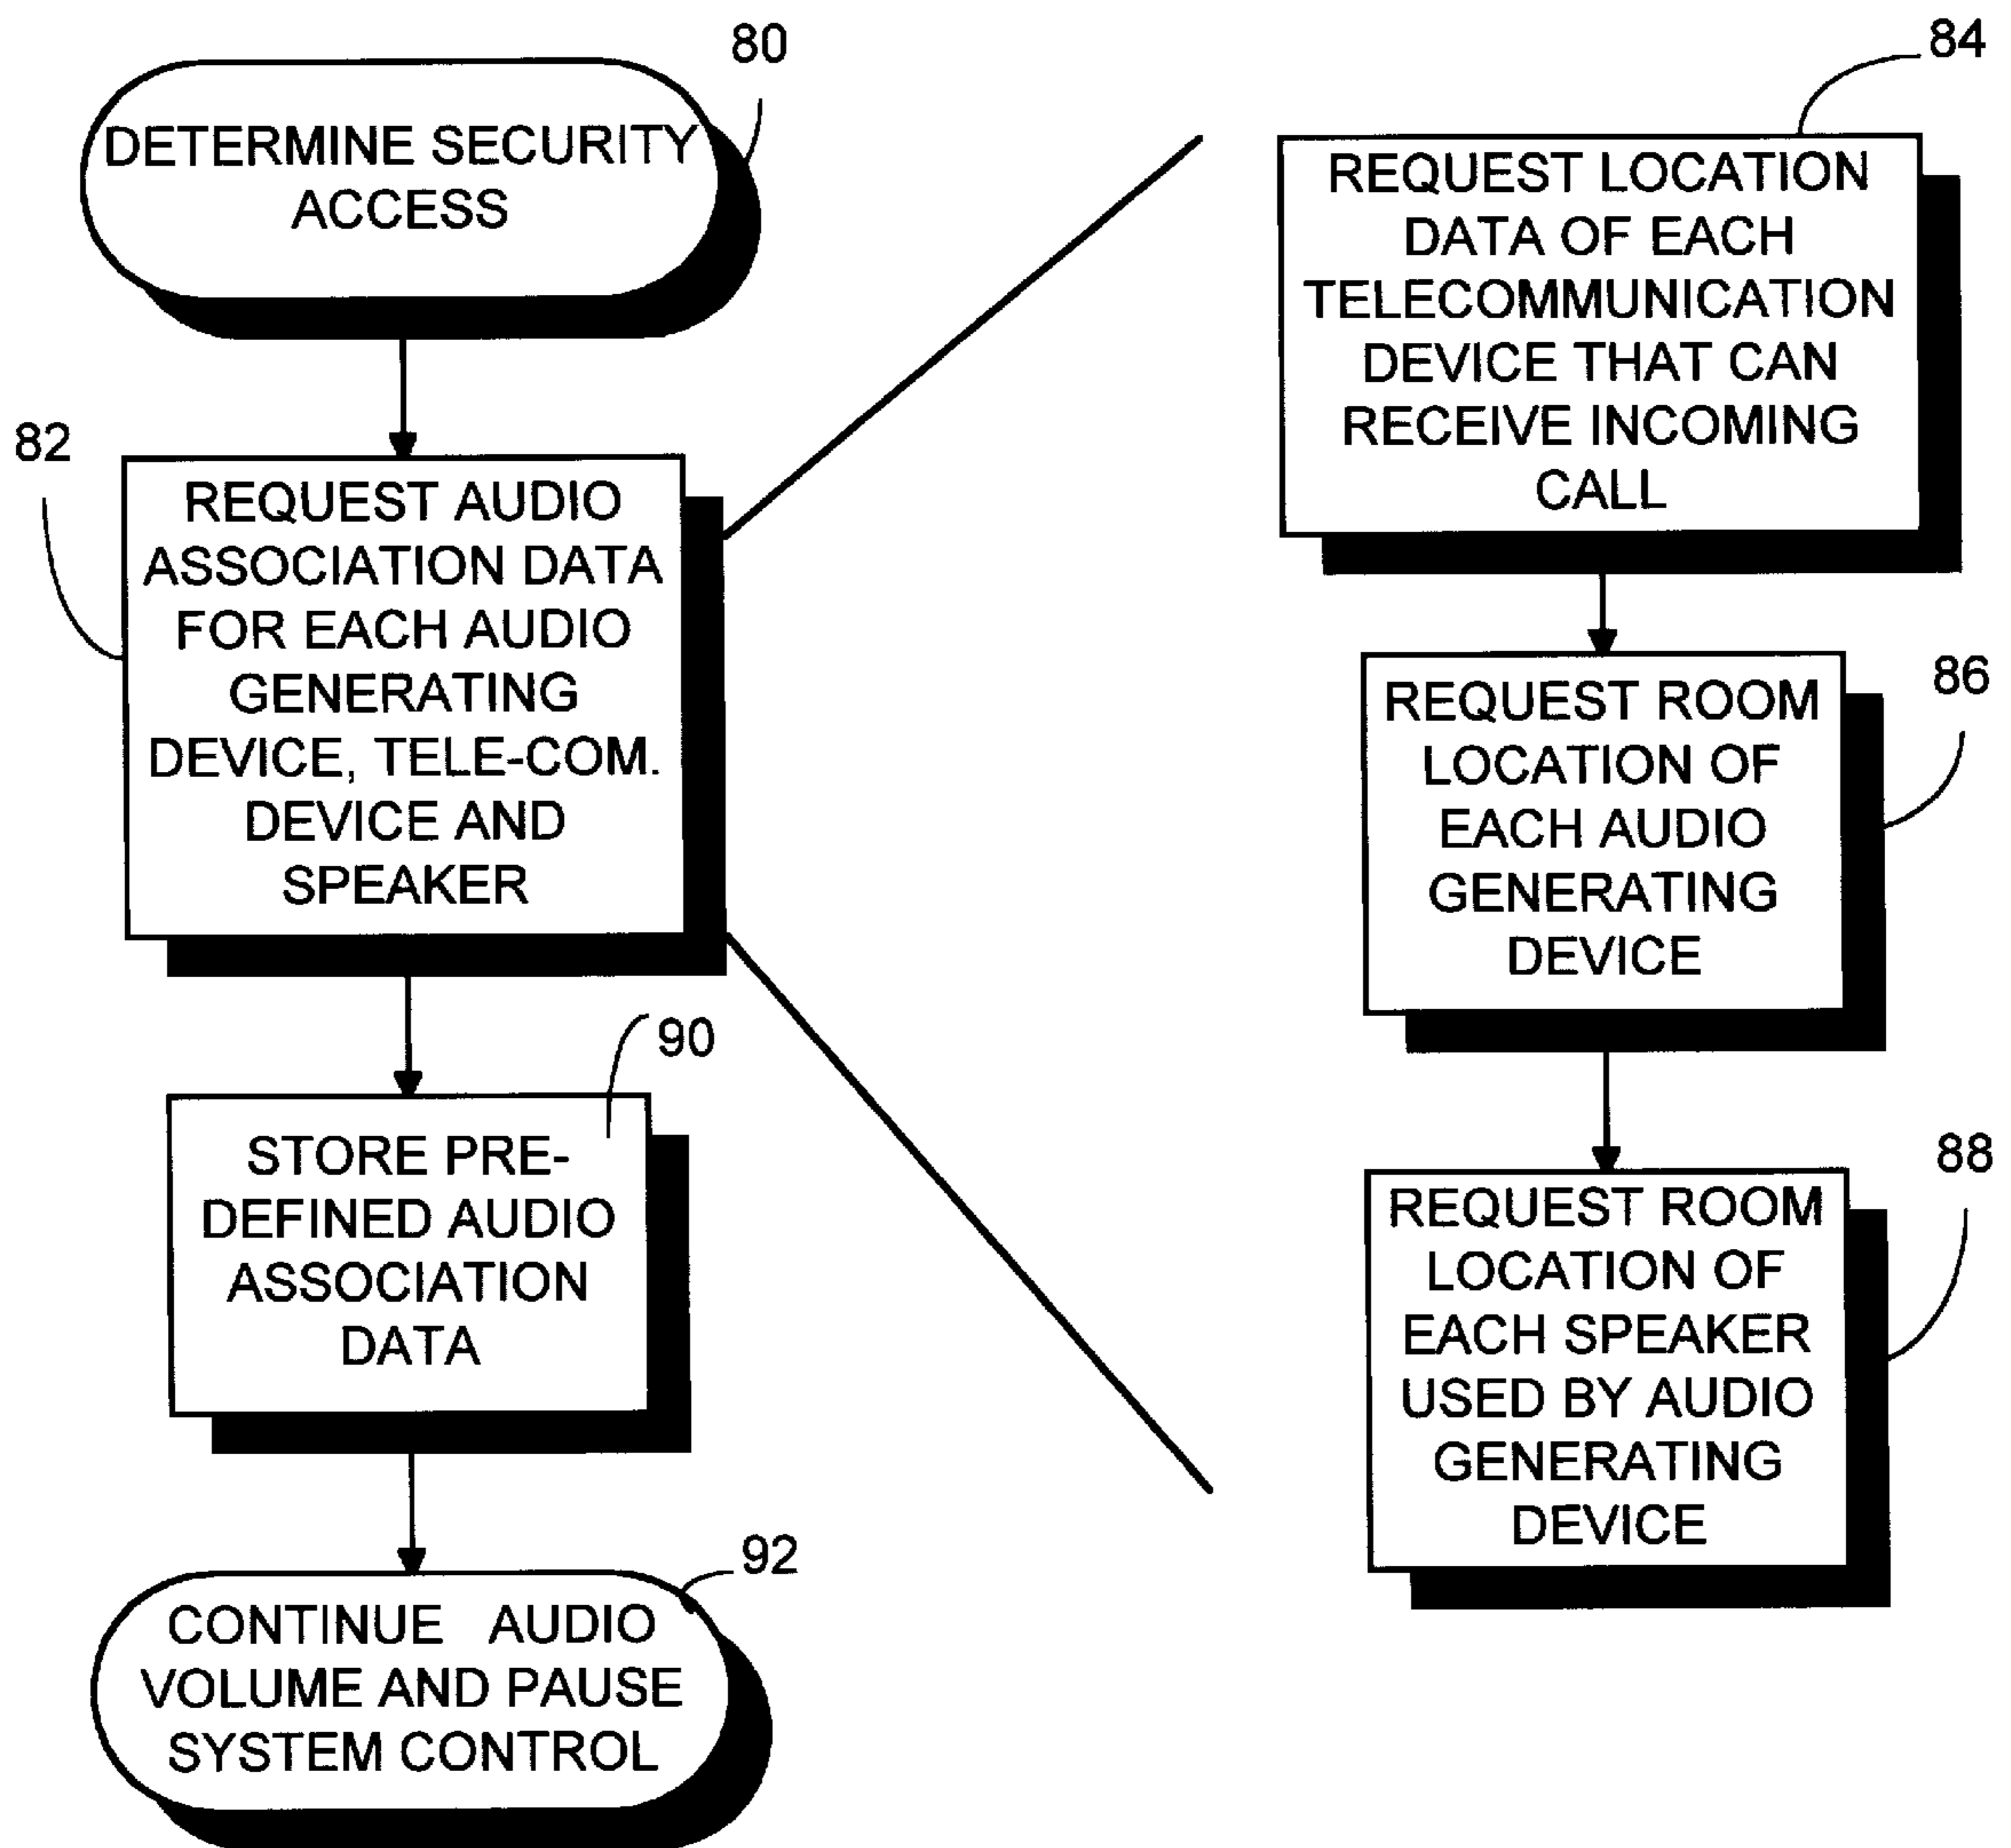 80
DETERMINE SECURITY
ACCESS
82
REQUEST AUDIO
ASSOCIATION DATA
FOR EACH AUDIO
GENERATING
DEVICE, TELE-COM.
DEVICE AND
SPEAKER
90
STORE PRE-
DEFINED AUDIO
ASSOCIATION
DATA
92
CONTINUE AUDIO
VOLUME AND PAUSE
SYSTEM CONTROL
84
REQUEST LOCATION
DATA OF EACH
TELECOMMUNICATION
DEVICE THAT CAN
RECEIVE INCOMING
CALL
86
REQUEST ROOM
LOCATION OF
EACH AUDIO
GENERATING
DEVICE
88
REQUEST ROOM
LOCATION OF
EACH SPEAKER
USED BY AUDIO
GENERATING
DEVICE